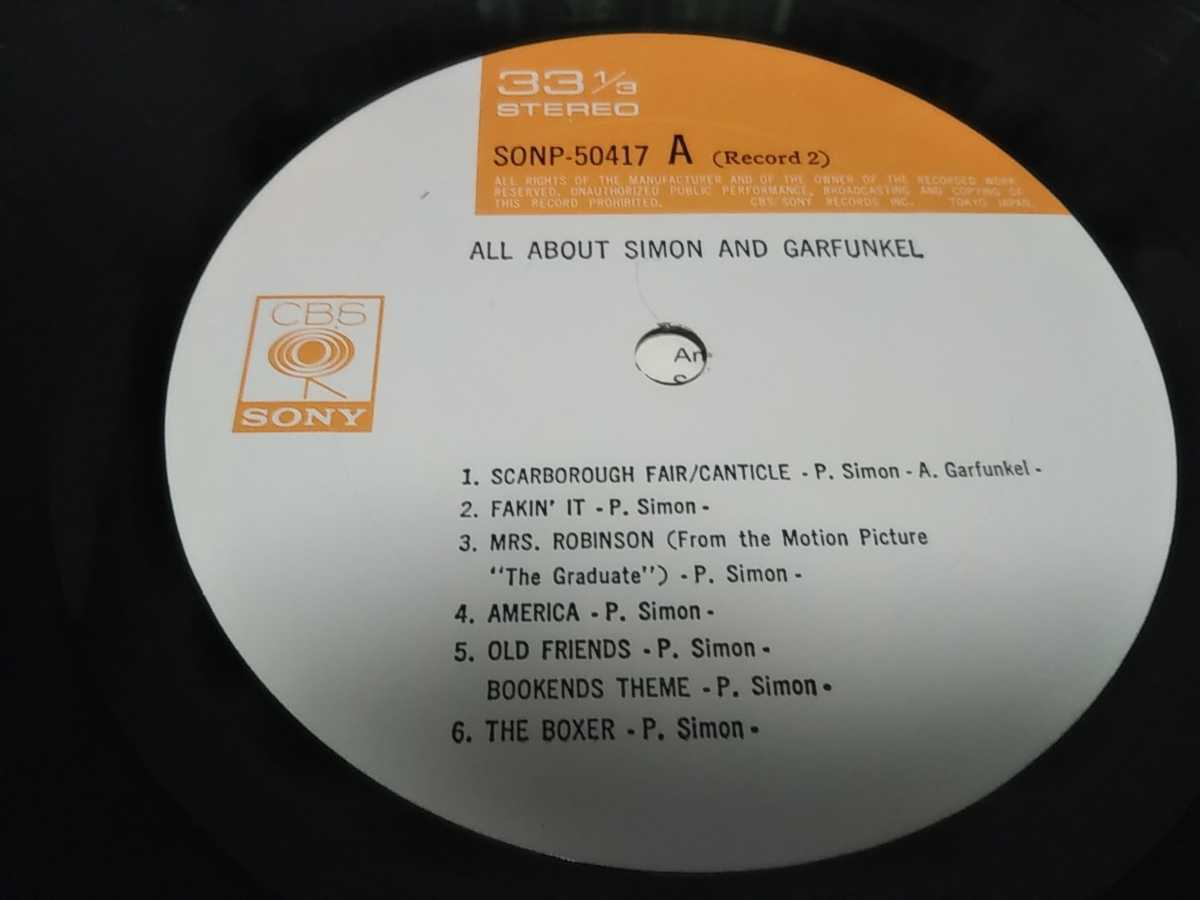 33 1/3
STEREO
SONP-50417 A (Record 2)
ALL RIGHTS OF THE MANUFACTURER AND OF THE OWNER OF THE RECORDED WORK
RESERVED. UNAUTHORIZED PUBLIC PERFORMANCE, BROADCASTING AND COPYING OF
THIS RECORD PROHIBITED. CBS/SONY RECORDS INC. TOKYO JAPAN.
ALL ABOUT SIMON AND GARFUNKEL
CBS
SONY
An
1. SCARBOROUGH FAIR/CANTICLE - P. Simon - A. Garfunkel -
2. FAKIN' IT - P. Simon -
3. MRS. ROBINSON (From the Motion Picture
"The Graduate") - P. Simon -
4. AMERICA - P. Simon -
5. OLD FRIENDS - P. Simon -
BOOKENDS THEME - P. Simon -
6. THE BOXER - P. Simon -